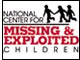 NATIONAL
CENTER FOR
MISSING &
EXPLOITED
CHILDREN